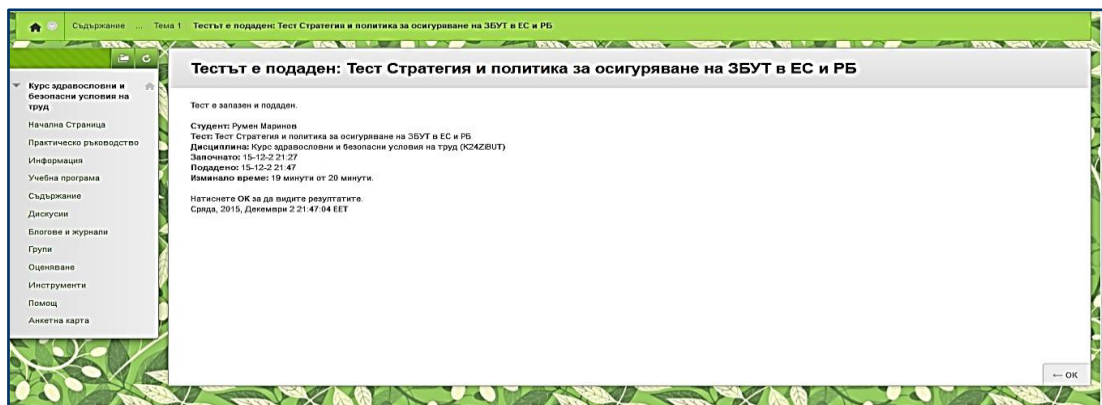 Съдържание ... Тема 1 Тестът е подаден: Тест Стратегия и политика за осигуряване на ЗБУТ в ЕС и РБ
Курс здравословни и
безопасни условия на
труд
Начална Страница
Практическо ръководство
Информация
Учебна програма
Съдържание
Дискусии
Блогове и журнали
Групи
Оценяване
Инструменти
Помощ
Анкетна карта
Тестът е подаден: Тест Стратегия и политика за осигуряване на ЗБУТ в ЕС и РБ
Тест е запазен и подаден.
Студент: Румен Маринов
Тест: Тест Стратегия и политика за осигуряване на ЗБУТ в ЕС и РБ
Дисциплина: Курс здравословни и безопасни условия на труд (K24ZiBUT)
Започнато: 15-12-2 21:27
Подадено: 15-12-2 21:47
Изминало време: 19 минути от 20 минути.
Натиснете ОК за да видите резултатите.
Сряда, 2015, Декември 2 21:47:04 EET
← ОК